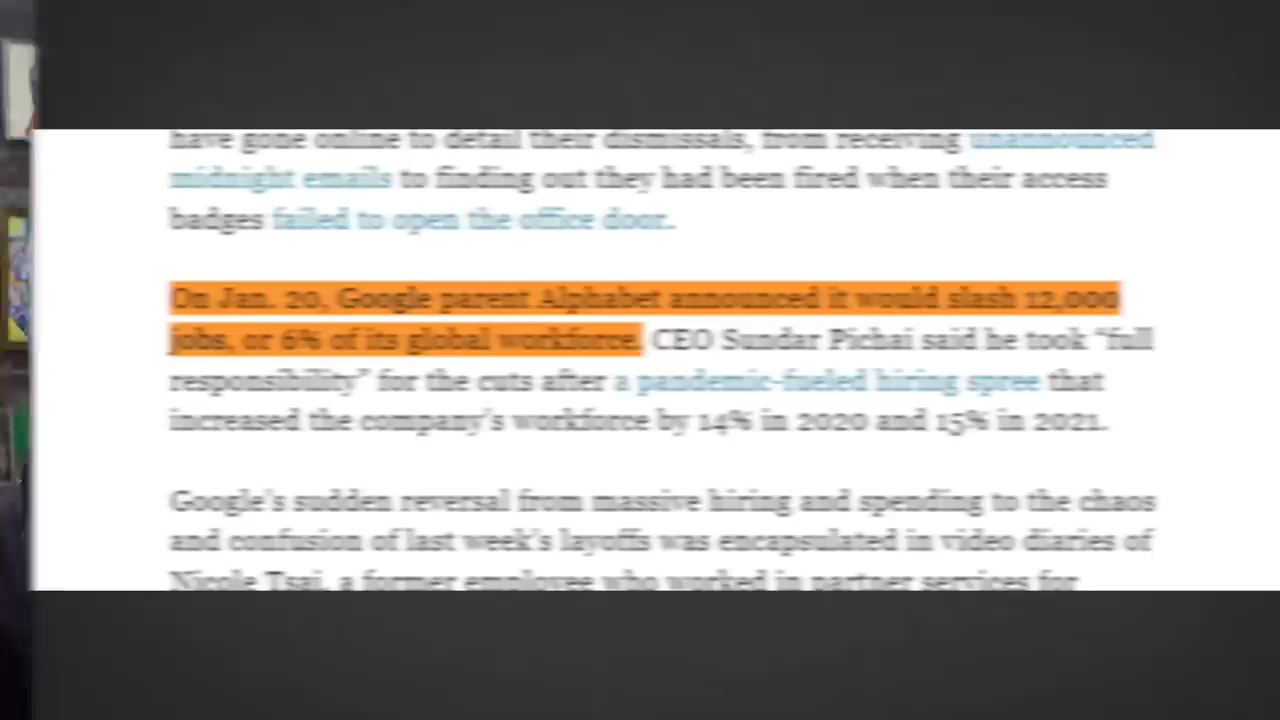 have gone online to detail their dismissals, from receiving unannounced
midnight emails to finding out they had been fired when their access
badges failed to open the office door.
On Jan. 20, Google parent Alphabet announced it would slash 12,000
jobs, or 6% of its global workforce. CEO Sundar Pichai said he took “full
responsibility” for the cuts after a pandemic-fueled hiring spree that
increased the company's workforce by 14% in 2020 and 15% in 2021.
Google's sudden reversal from massive hiring and spending to the chaos
and confusion of last week's layoffs was encapsulated in video diaries of
Nicole Tsai, a former employee who worked in partner services for